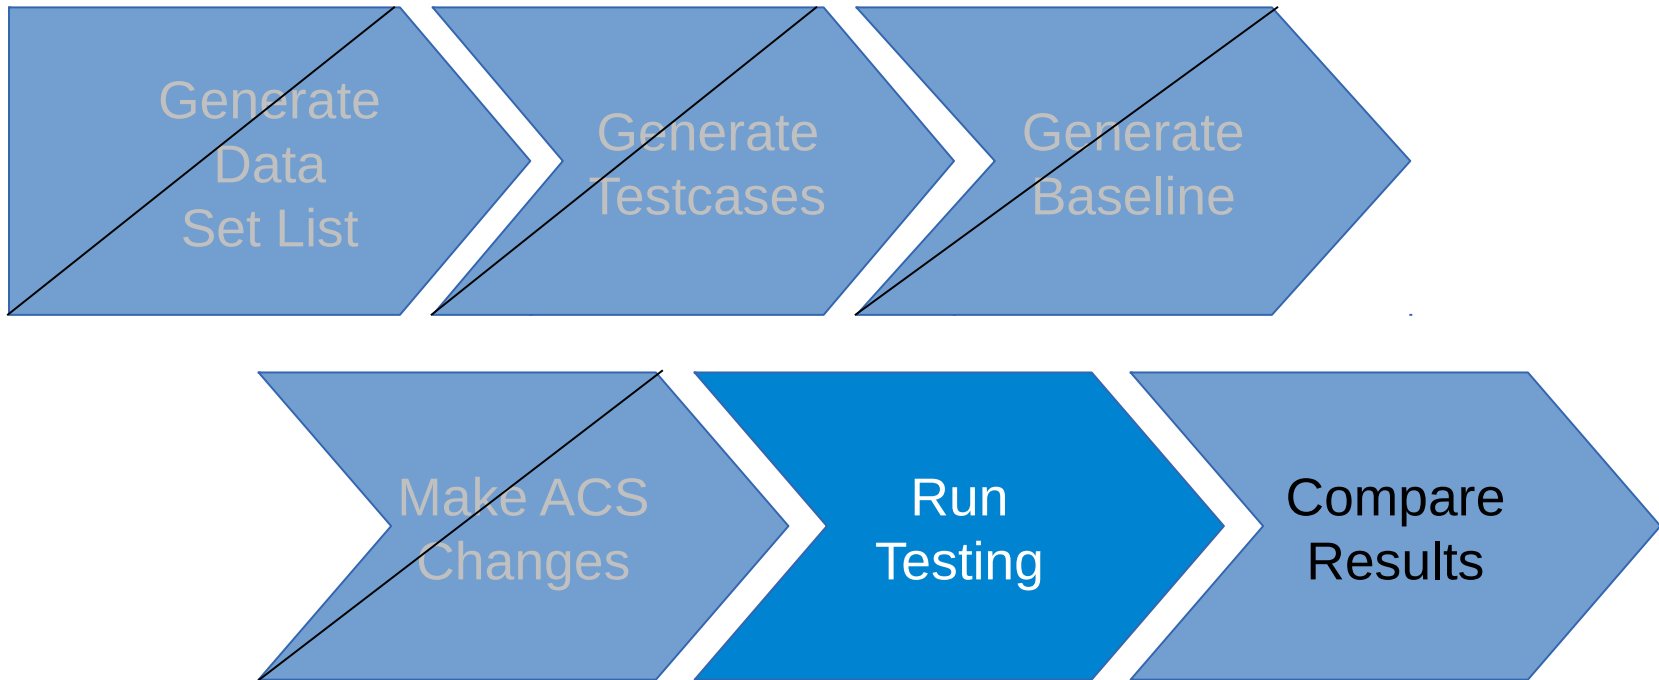 Generate
Data
Set List
Generate
Testcases
Generate
Baseline
Make ACS
Changes
Run
Testing
Compare
Results